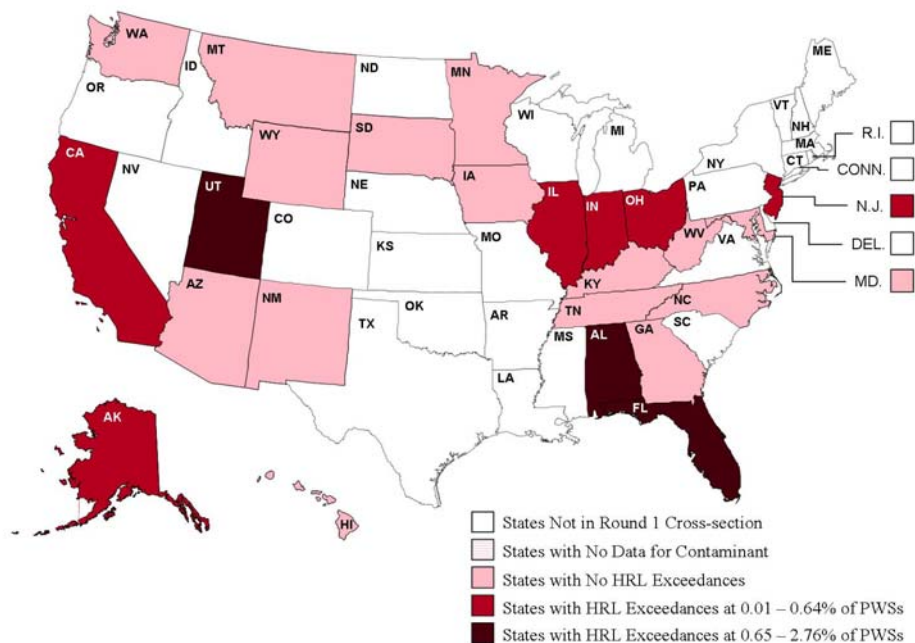 WA
MT
ND
MN
ME
ID
OR
VT
NH
MA
WI
MI
SD
WY
NY
CT
R.I.
CONN.
CA
NV
UT
NE
IA
IL
IN
OH
PA
N.J.
CO
KS
MO
WV
VA
DEL.
MD.
KY
AZ
NM
OK
TX
AR
TN
NC
SC
MS
AL
GA
LA
FL
AK
HI
States Not in Round 1 Cross-section
States with No Data for Contaminant
States with No HRL Exceedances
States with HRL Exceedances at 0.01 – 0.64% of PWSs
States with HRL Exceedances at 0.65 – 2.76% of PWSs